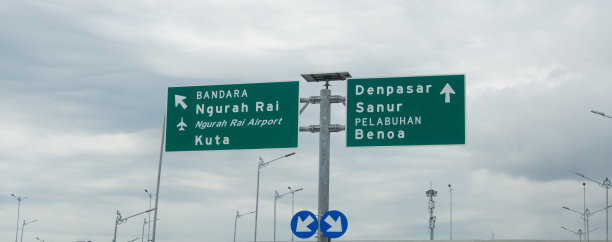 BANDARA
Ngurah Rai
Ngurah Rai Airport
Kuta
Denpasar
Sanur
PELABUHAN
Benoa